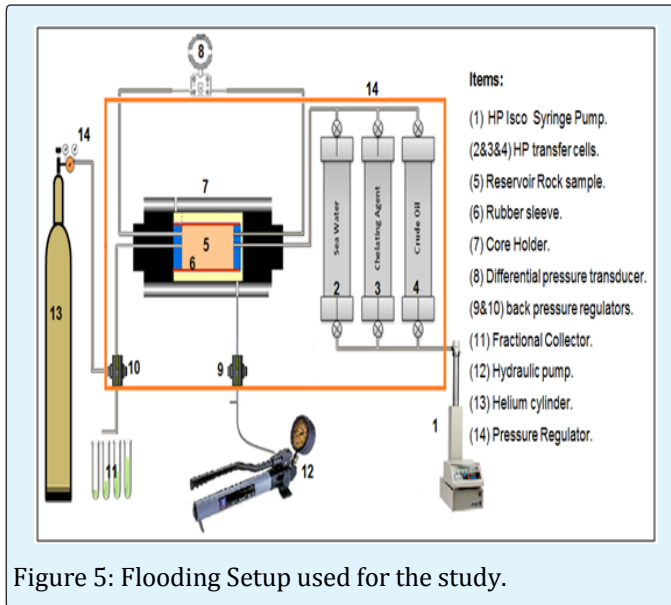 8
14
14
7
5
6
13
10
9
11
12
Sea Water
2
Chelating Agent
3
Crude Oil
4
1
Items:
(1) HP Isco Syringe Pump.
(2&3&4) HP transfer cells.
(5) Reservoir Rock sample.
(6) Rubber sleeve.
(7) Core Holder.
(8) Differential pressure transducer.
(9&10) back pressure regulators.
(11) Fractional Collector.
(12) Hydraulic pump.
(13) Helium cylinder.
(14) Pressure Regulator.
Figure 5: Flooding Setup used for the study.